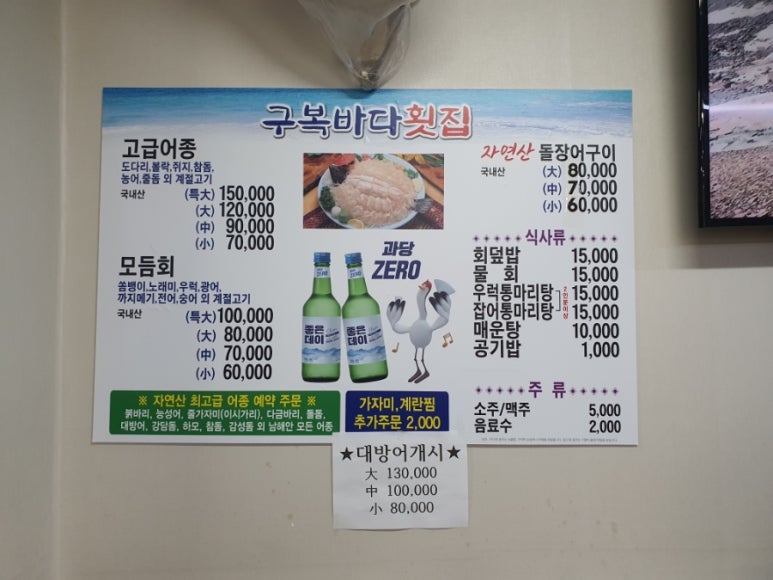 구복바다횟집
고급어종
도다리,볼락,쥐치,참돔,
농어,줄돔 외 계절고기
국내산
(특大) 150,000
(大) 120,000
(中) 90,000
(小) 70,000
모듬회
쏨뱅이,노래미,우럭,광어,
까지메기,전어,숭어 외 계절고기
국내산
(특大) 100,000
(大) 80,000
(中) 70,000
(小) 60,000
※ 자연산 최고급 어종 예약 주문 ※
붉바리, 능성어, 줄가자미(이시가리), 다금바리, 돌돔,
대방어, 강담돔, 하모, 참돔, 감성돔 외 남해안 모든 어종
과당
ZERO
좋은
데이
좋은
데이
가자미,계란찜
추가주문 2,000
자연산 돌장어구이
국내산
(大) 80,000
(中) 70,000
(小) 60,000
식사류
회덮밥 15,000
물회 15,000
우럭통마리탕 15,000
잡어통마리탕 15,000
2인분이상
매운탕 10,000
공기밥 1,000
주류
소주/맥주 5,000
음료수 2,000
★대방어개시★
大 130,000
中 100,000
小 80,000